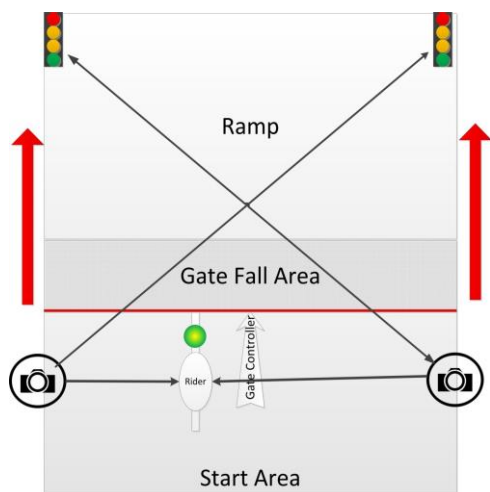 Ramp
Gate Fall Area
Gate Controller
Rider
Start Area